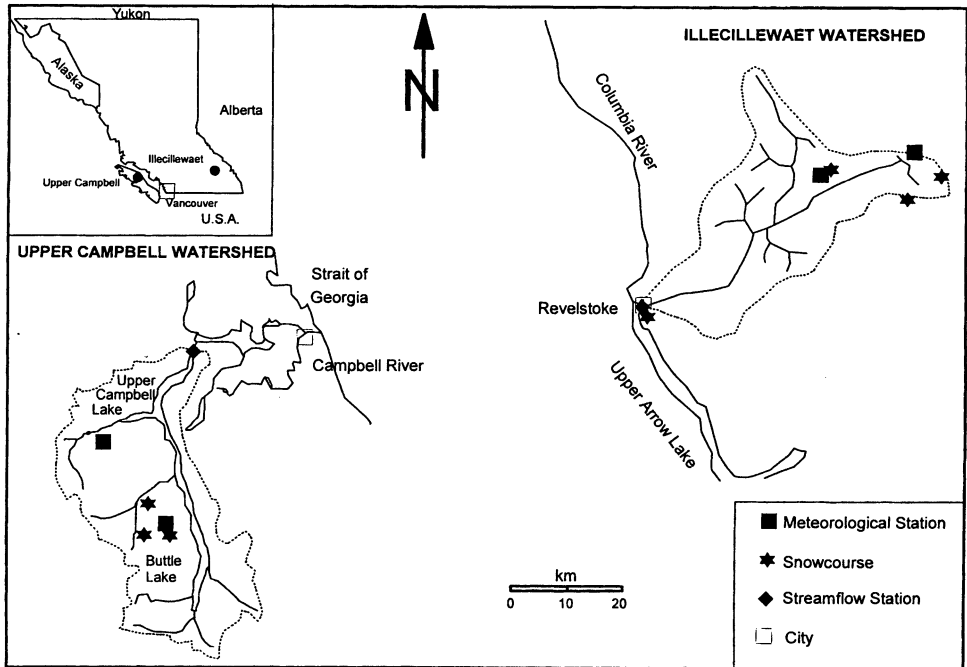 Yukon
Alaska
Alberta
Illecillewaet
Upper Campbell
Vancouver
U.S.A.
N
ILLECILLEWAET WATERSHED
Columbia River
Revelstoke
Upper Arrow Lake
UPPER CAMPBELL WATERSHED
Strait of
Georgia
Campbell River
Upper
Campbell
Lake
Buttle
Lake
km
0 10 20
Meteorological Station
Snowcourse
Streamflow Station
City